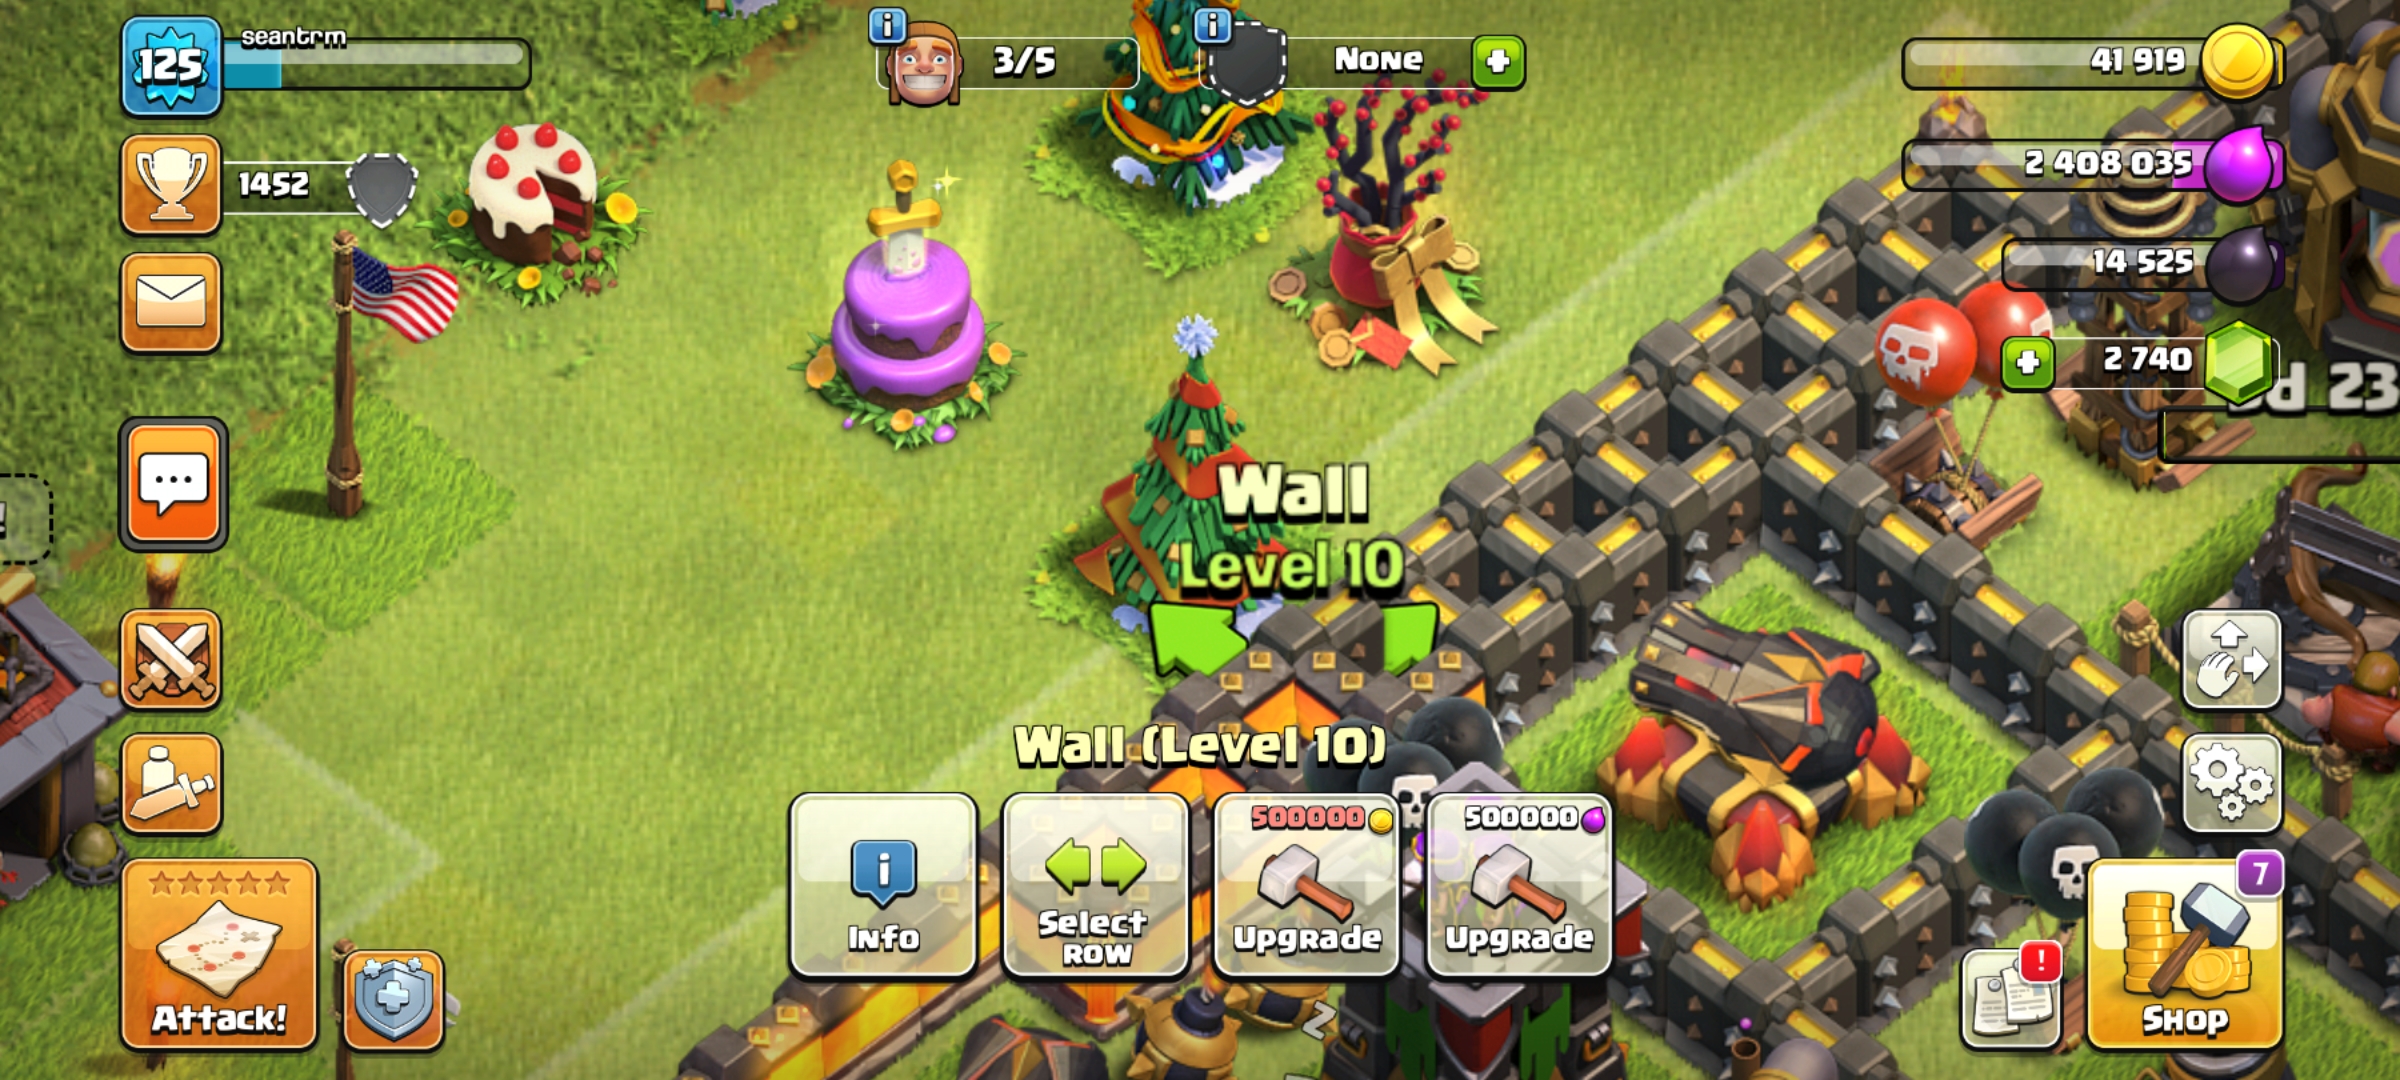 125
seantrm
3/5
None
41 919
1452
2 408 035
14 525
2 740
d 23
Wall
Level 10
Wall (Level 10)
Info
Select
Row
500000
Upgrade
500000
Upgrade
Attack!
!
7
Shop